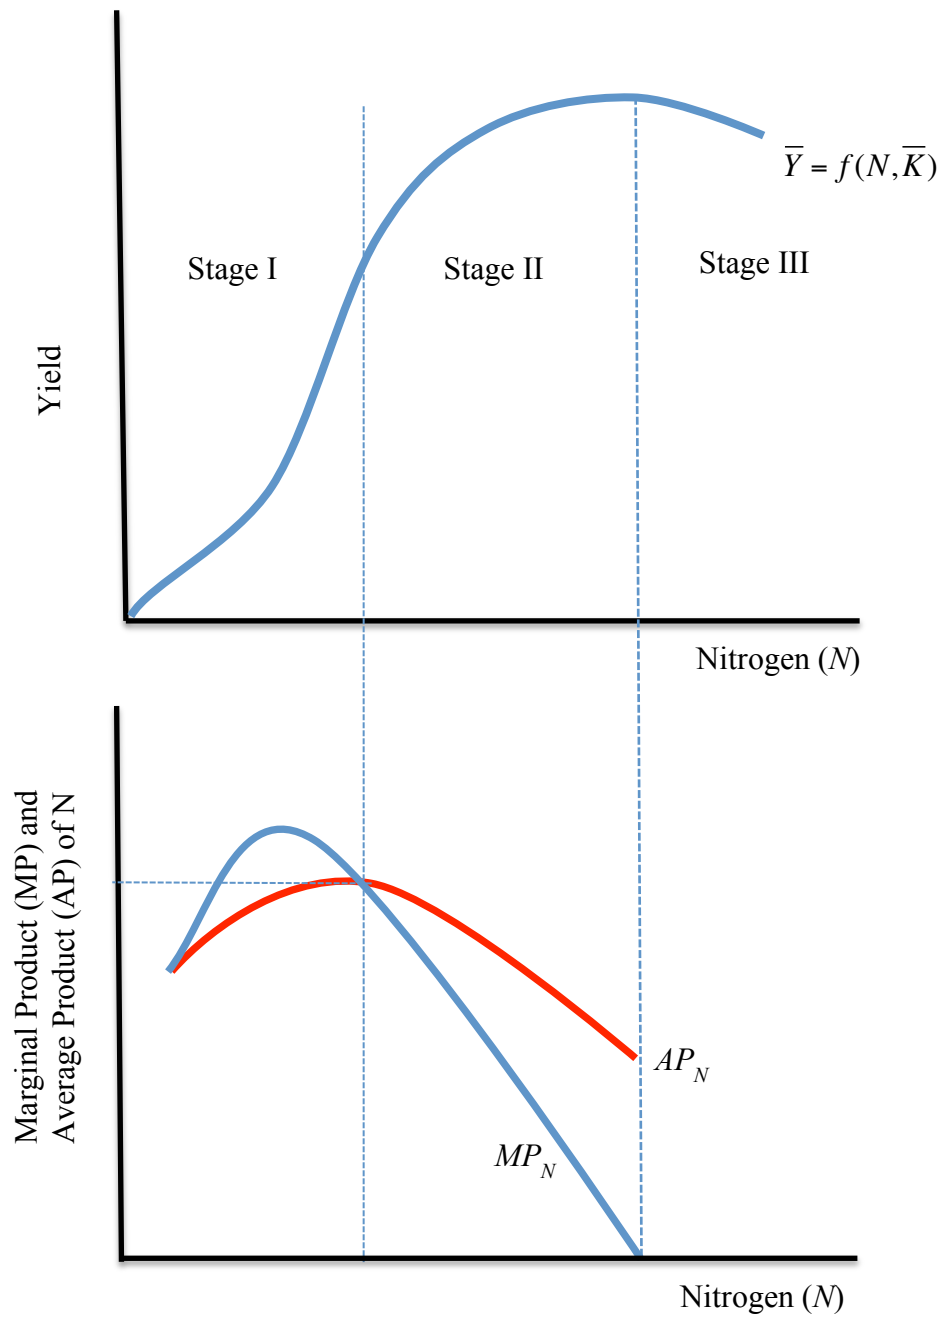 Y̅ = f(N, K̅)
Stage I
Stage II
Stage III
Yield
Nitrogen (N)
Marginal Product (MP) and
Average Product (AP) of N
AP_N
MP_N
Nitrogen (N)